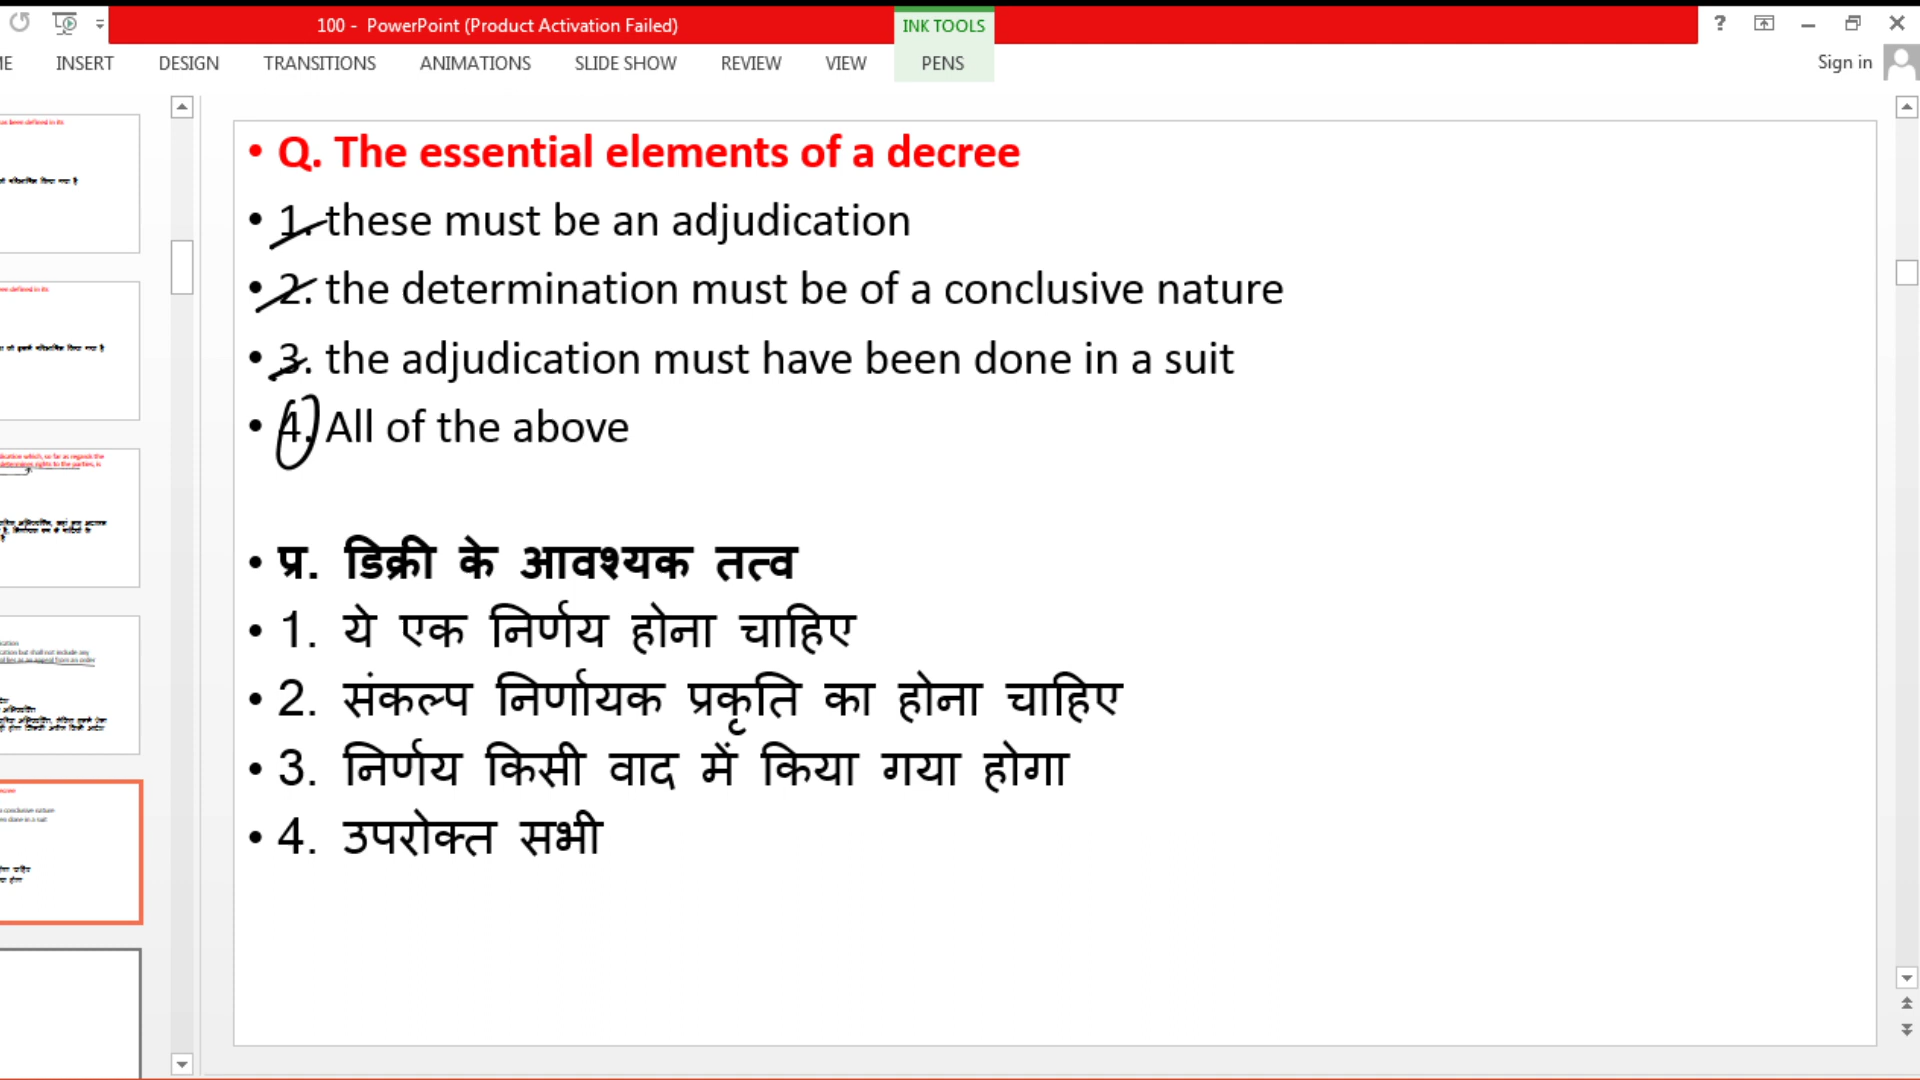 100 - PowerPoint (Product Activation Failed)
INK TOOLS
?
INSERT DESIGN TRANSITIONS ANIMATIONS SLIDE SHOW REVIEW VIEW PENS
Sign in
• Q. The essential elements of a decree
• 1. these must be an adjudication
• 2. the determination must be of a conclusive nature
• 3. the adjudication must have been done in a suit
• 4. All of the above
• प्र. डिक्री के आवश्यक तत्व
• 1. ये एक निर्णय होना चाहिए
• 2. संकल्प निर्णायक प्रकृति का होना चाहिए
• 3. निर्णय किसी वाद में किया गया होगा
• 4. उपरोक्त सभी